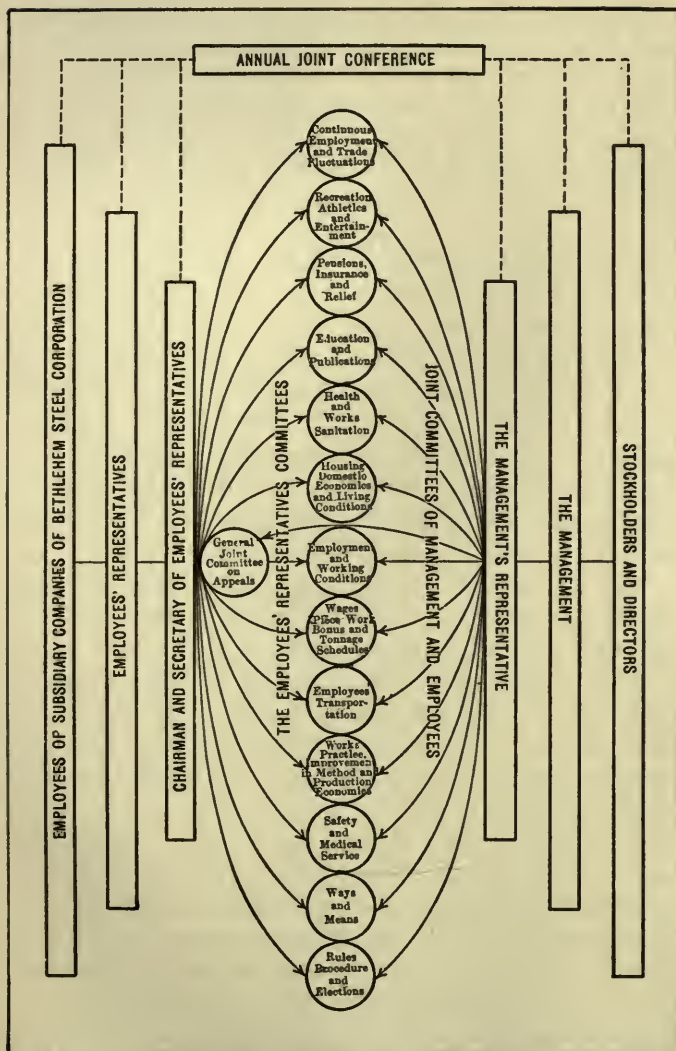 ANNUAL JOINT CONFERENCE
EMPLOYEES OF SUBSIDIARY COMPANIES OF BETHLEHEM STEEL CORPORATION
EMPLOYEES' REPRESENTATIVES
CHAIRMAN AND SECRETARY OF EMPLOYEES' REPRESENTATIVES
General
Joint
Committee
on
Appeals
THE EMPLOYEES' REPRESENTATIVES COMMITTEES
Continuous
Employment
and Trade
Fluctuations
Recreation
Athletics
and
Entertain-
ment
Pensions,
Insurance
and
Relief
Education
and
Publications
Health
and
Works
Sanitation
Housing
Domestic
Economics
and Living
Conditions
Employment
and
Working
Conditions
Wages
Piece Work
Bonus and
Tonnage
Schedules
Employees'
Transpor-
tation
Works
Practice,
Improvement
in Method and
Production
Economies
Safety
and
Medical
Service
Ways
and
Means
Rules
Procedure
and
Elections
JOINT COMMITTEES OF MANAGEMENT AND EMPLOYEES
THE MANAGEMENT'S REPRESENTATIVE
THE MANAGEMENT
STOCKHOLDERS AND DIRECTORS